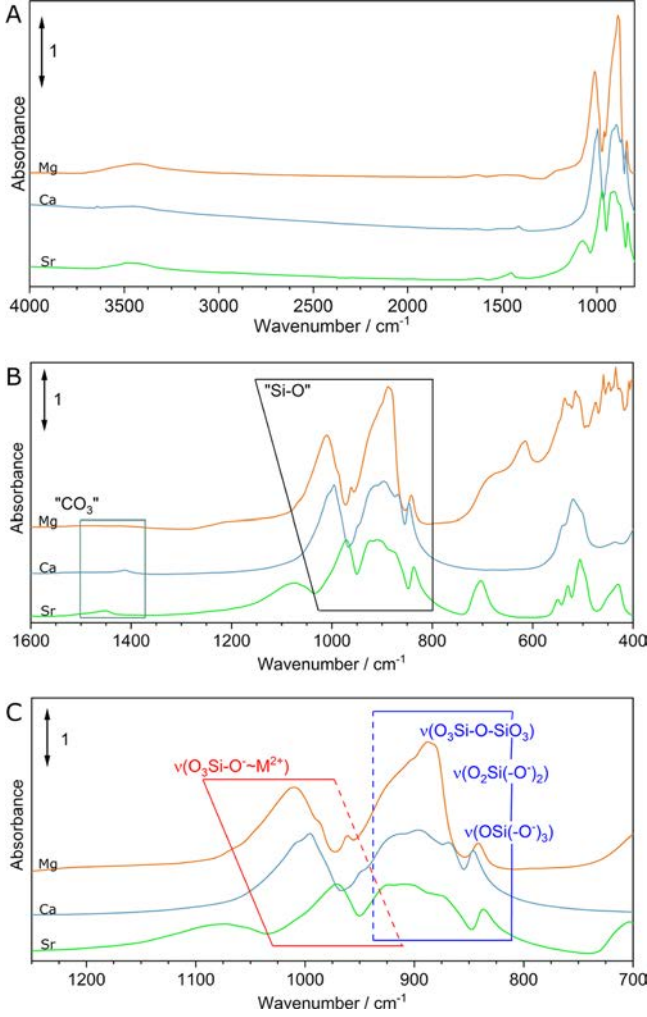 A
1
Absorbance
Mg
Ca
Sr
4000 3500 3000 2500 2000 1500 1000
Wavenumber / cm⁻¹
B
1
"Si-O"
"CO₃"
Absorbance
Mg
Ca
Sr
1600 1400 1200 1000 800 600 400
Wavenumber / cm⁻¹
C
1
ν(O₃Si-O-SiO₃)
ν(O₃Si-O⁻~M²⁺)
ν(O₂Si(-O⁻)₂)
ν(OSi(-O⁻)₃)
Absorbance
Mg
Ca
Sr
1200 1100 1000 900 800 700
Wavenumber / cm⁻¹